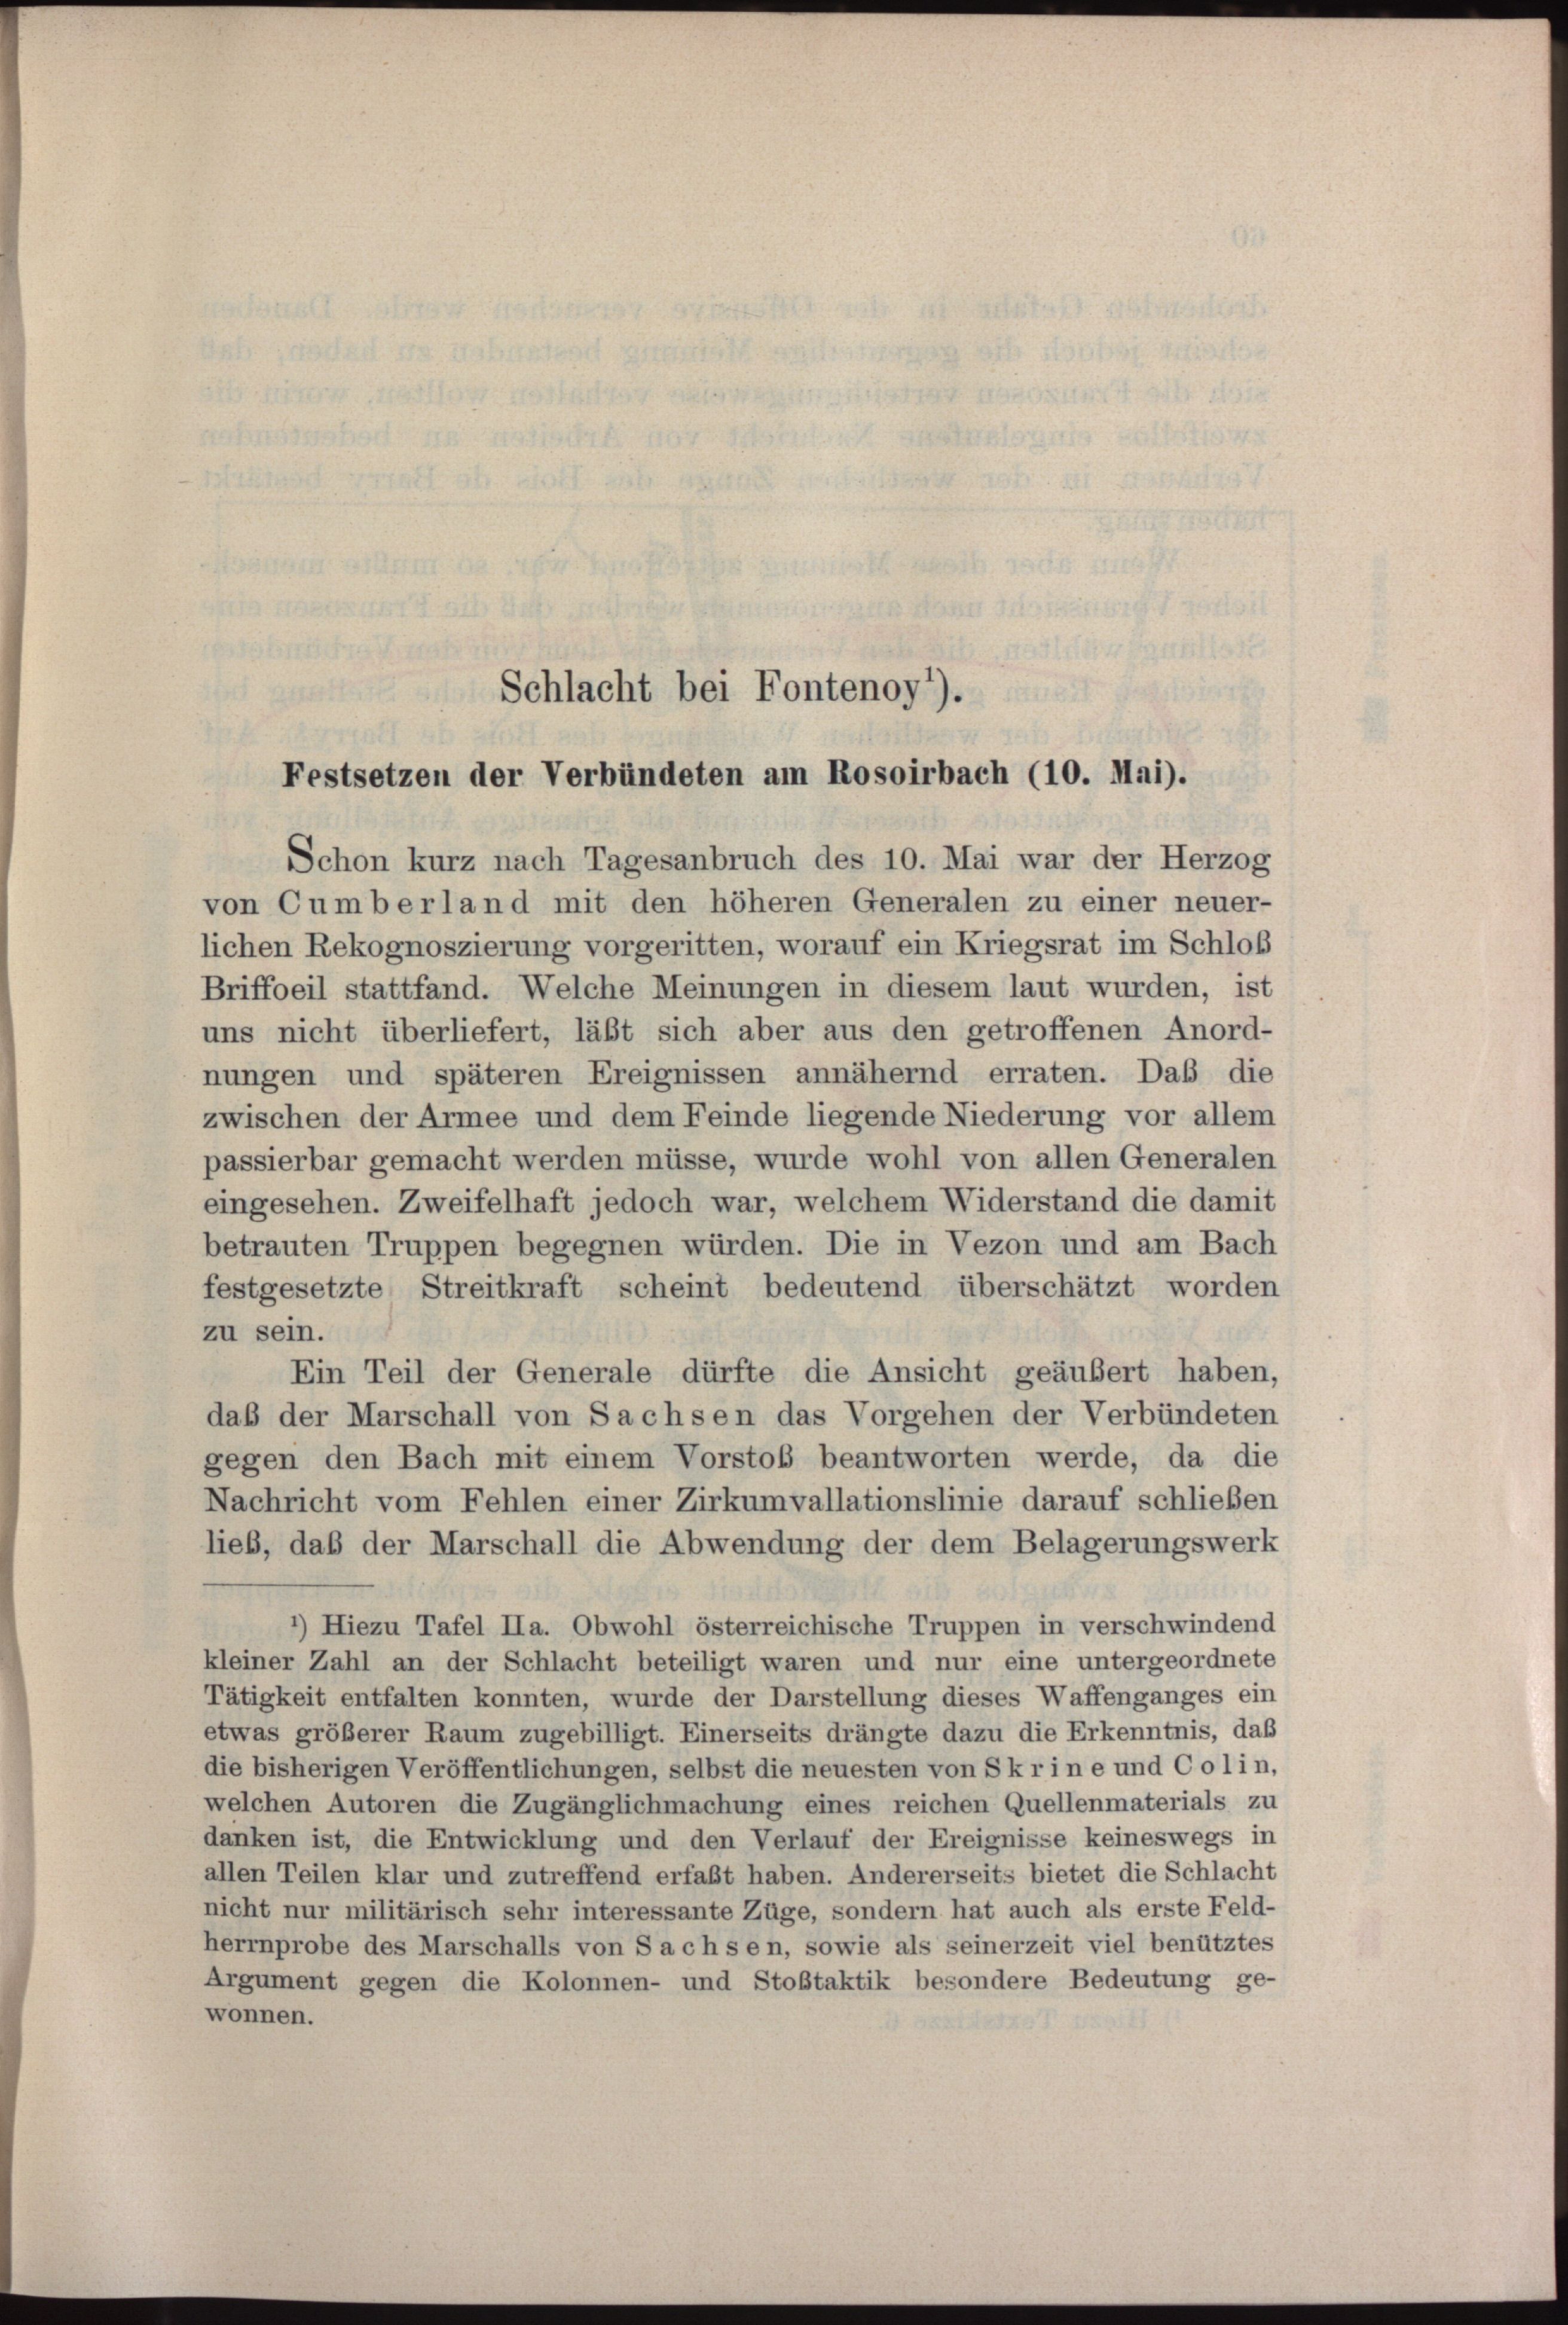 Schlacht bei Fontenoy¹).
Festsetzen der Verbündeten am Rosoirbach (10. Mai).
Schon kurz nach Tagesanbruch des 10. Mai war der Herzog
von Cumberland mit den höheren Generalen zu einer neuer-
lichen Rekognoszierung vorgeritten, worauf ein Kriegsrat im Schloß
Briffoeil stattfand. Welche Meinungen in diesem laut wurden, ist
uns nicht überliefert, läßt sich aber aus den getroffenen Anord-
nungen und späteren Ereignissen annähernd erraten. Daß die
zwischen der Armee und dem Feinde liegende Niederung vor allem
passierbar gemacht werden müsse, wurde wohl von allen Generalen
eingesehen. Zweifelhaft jedoch war, welchem Widerstand die damit
betrauten Truppen begegnen würden. Die in Vezon und am Bach
festgesetzte Streitkraft scheint bedeutend überschätzt worden
zu sein.
Ein Teil der Generale dürfte die Ansicht geäußert haben,
daß der Marschall von Sachsen das Vorgehen der Verbündeten
gegen den Bach mit einem Vorstoß beantworten werde, da die
Nachricht vom Fehlen einer Zirkumvallationslinie darauf schließen
ließ, daß der Marschall die Abwendung der dem Belagerungswerk
¹) Hiezu Tafel IIa. Obwohl österreichische Truppen in verschwindend
kleiner Zahl an der Schlacht beteiligt waren und nur eine untergeordnete
Tätigkeit entfalten konnten, wurde der Darstellung dieses Waffenganges ein
etwas größerer Raum zugebilligt. Einerseits drängte dazu die Erkenntnis, daß
die bisherigen Veröffentlichungen, selbst die neuesten von Skrine und Colin,
welchen Autoren die Zugänglichmachung eines reichen Quellenmaterials zu
danken ist, die Entwicklung und den Verlauf der Ereignisse keineswegs in
allen Teilen klar und zutreffend erfaßt haben. Andererseits bietet die Schlacht
nicht nur militärisch sehr interessante Züge, sondern hat auch als erste Feld-
herrnprobe des Marschalls von Sachsen, sowie als seinerzeit viel benütztes
Argument gegen die Kolonnen- und Stoßtaktik besondere Bedeutung ge-
wonnen.